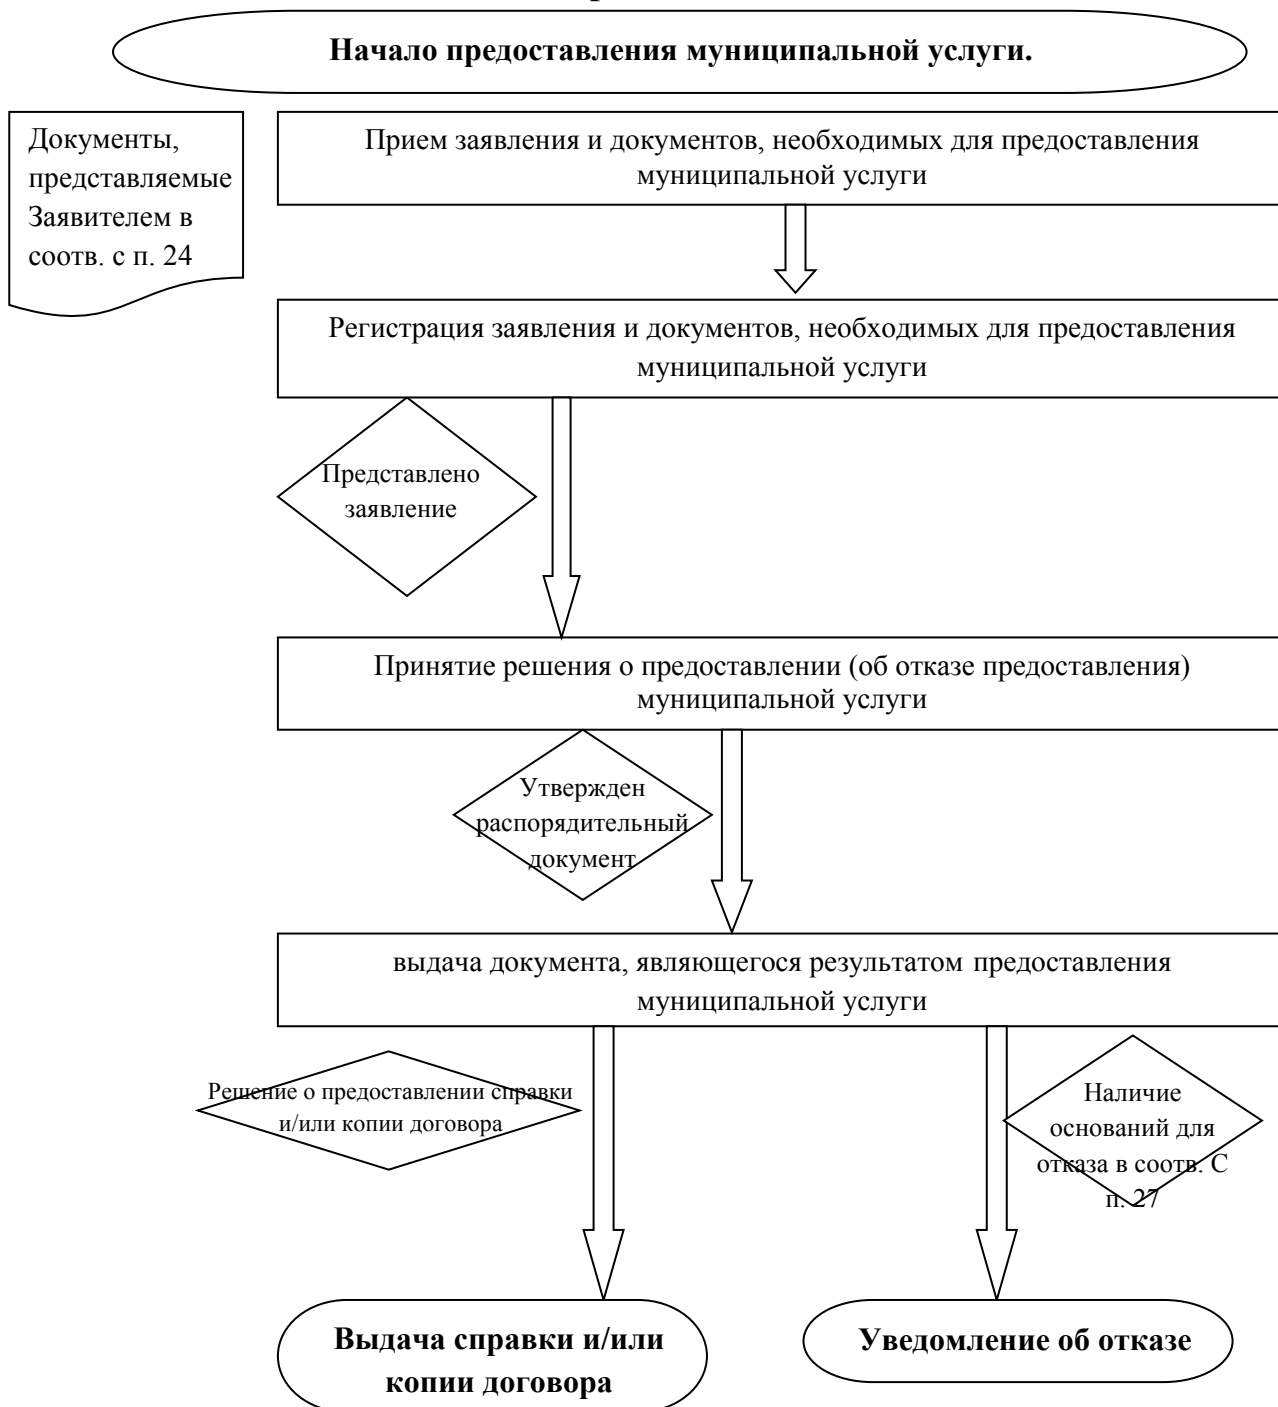 Начало предоставления муниципальной услуги.
Документы,
представляемые
Заявителем в
соотв. с п. 24
Прием заявления и документов, необходимых для предоставления
муниципальной услуги
Регистрация заявления и документов, необходимых для предоставления
муниципальной услуги
Представлено
заявление
Принятие решения о предоставлении (об отказе предоставления)
муниципальной услуги
Утвержден
распорядительный
документ
выдача документа, являющегося результатом предоставления
муниципальной услуги
Решение о предоставлении справки
и/или копии договора
Наличие
оснований для
отказа в соотв. С
п. 27
Выдача справки и/или
копии договора
Уведомление об отказе